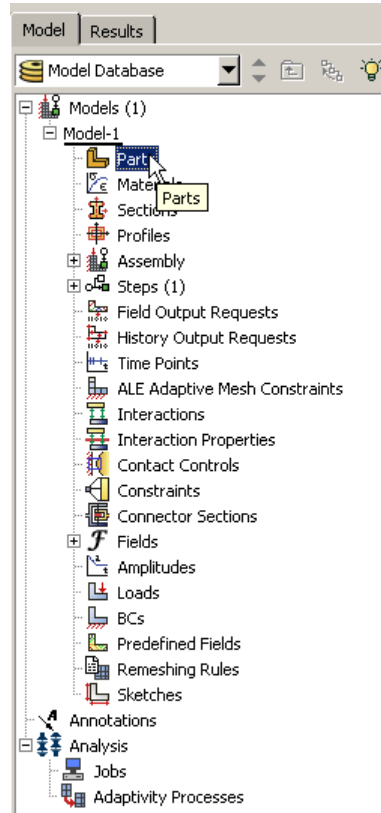 Model Results
Model Database
Models (1)
Model-1
Parts
Materials
Parts
Sections
Profiles
Assembly
Steps (1)
Field Output Requests
History Output Requests
Time Points
ALE Adaptive Mesh Constraints
Interactions
Interaction Properties
Contact Controls
Constraints
Connector Sections
Fields
Amplitudes
Loads
BCs
Predefined Fields
Remeshing Rules
Sketches
Annotations
Analysis
Jobs
Adaptivity Processes